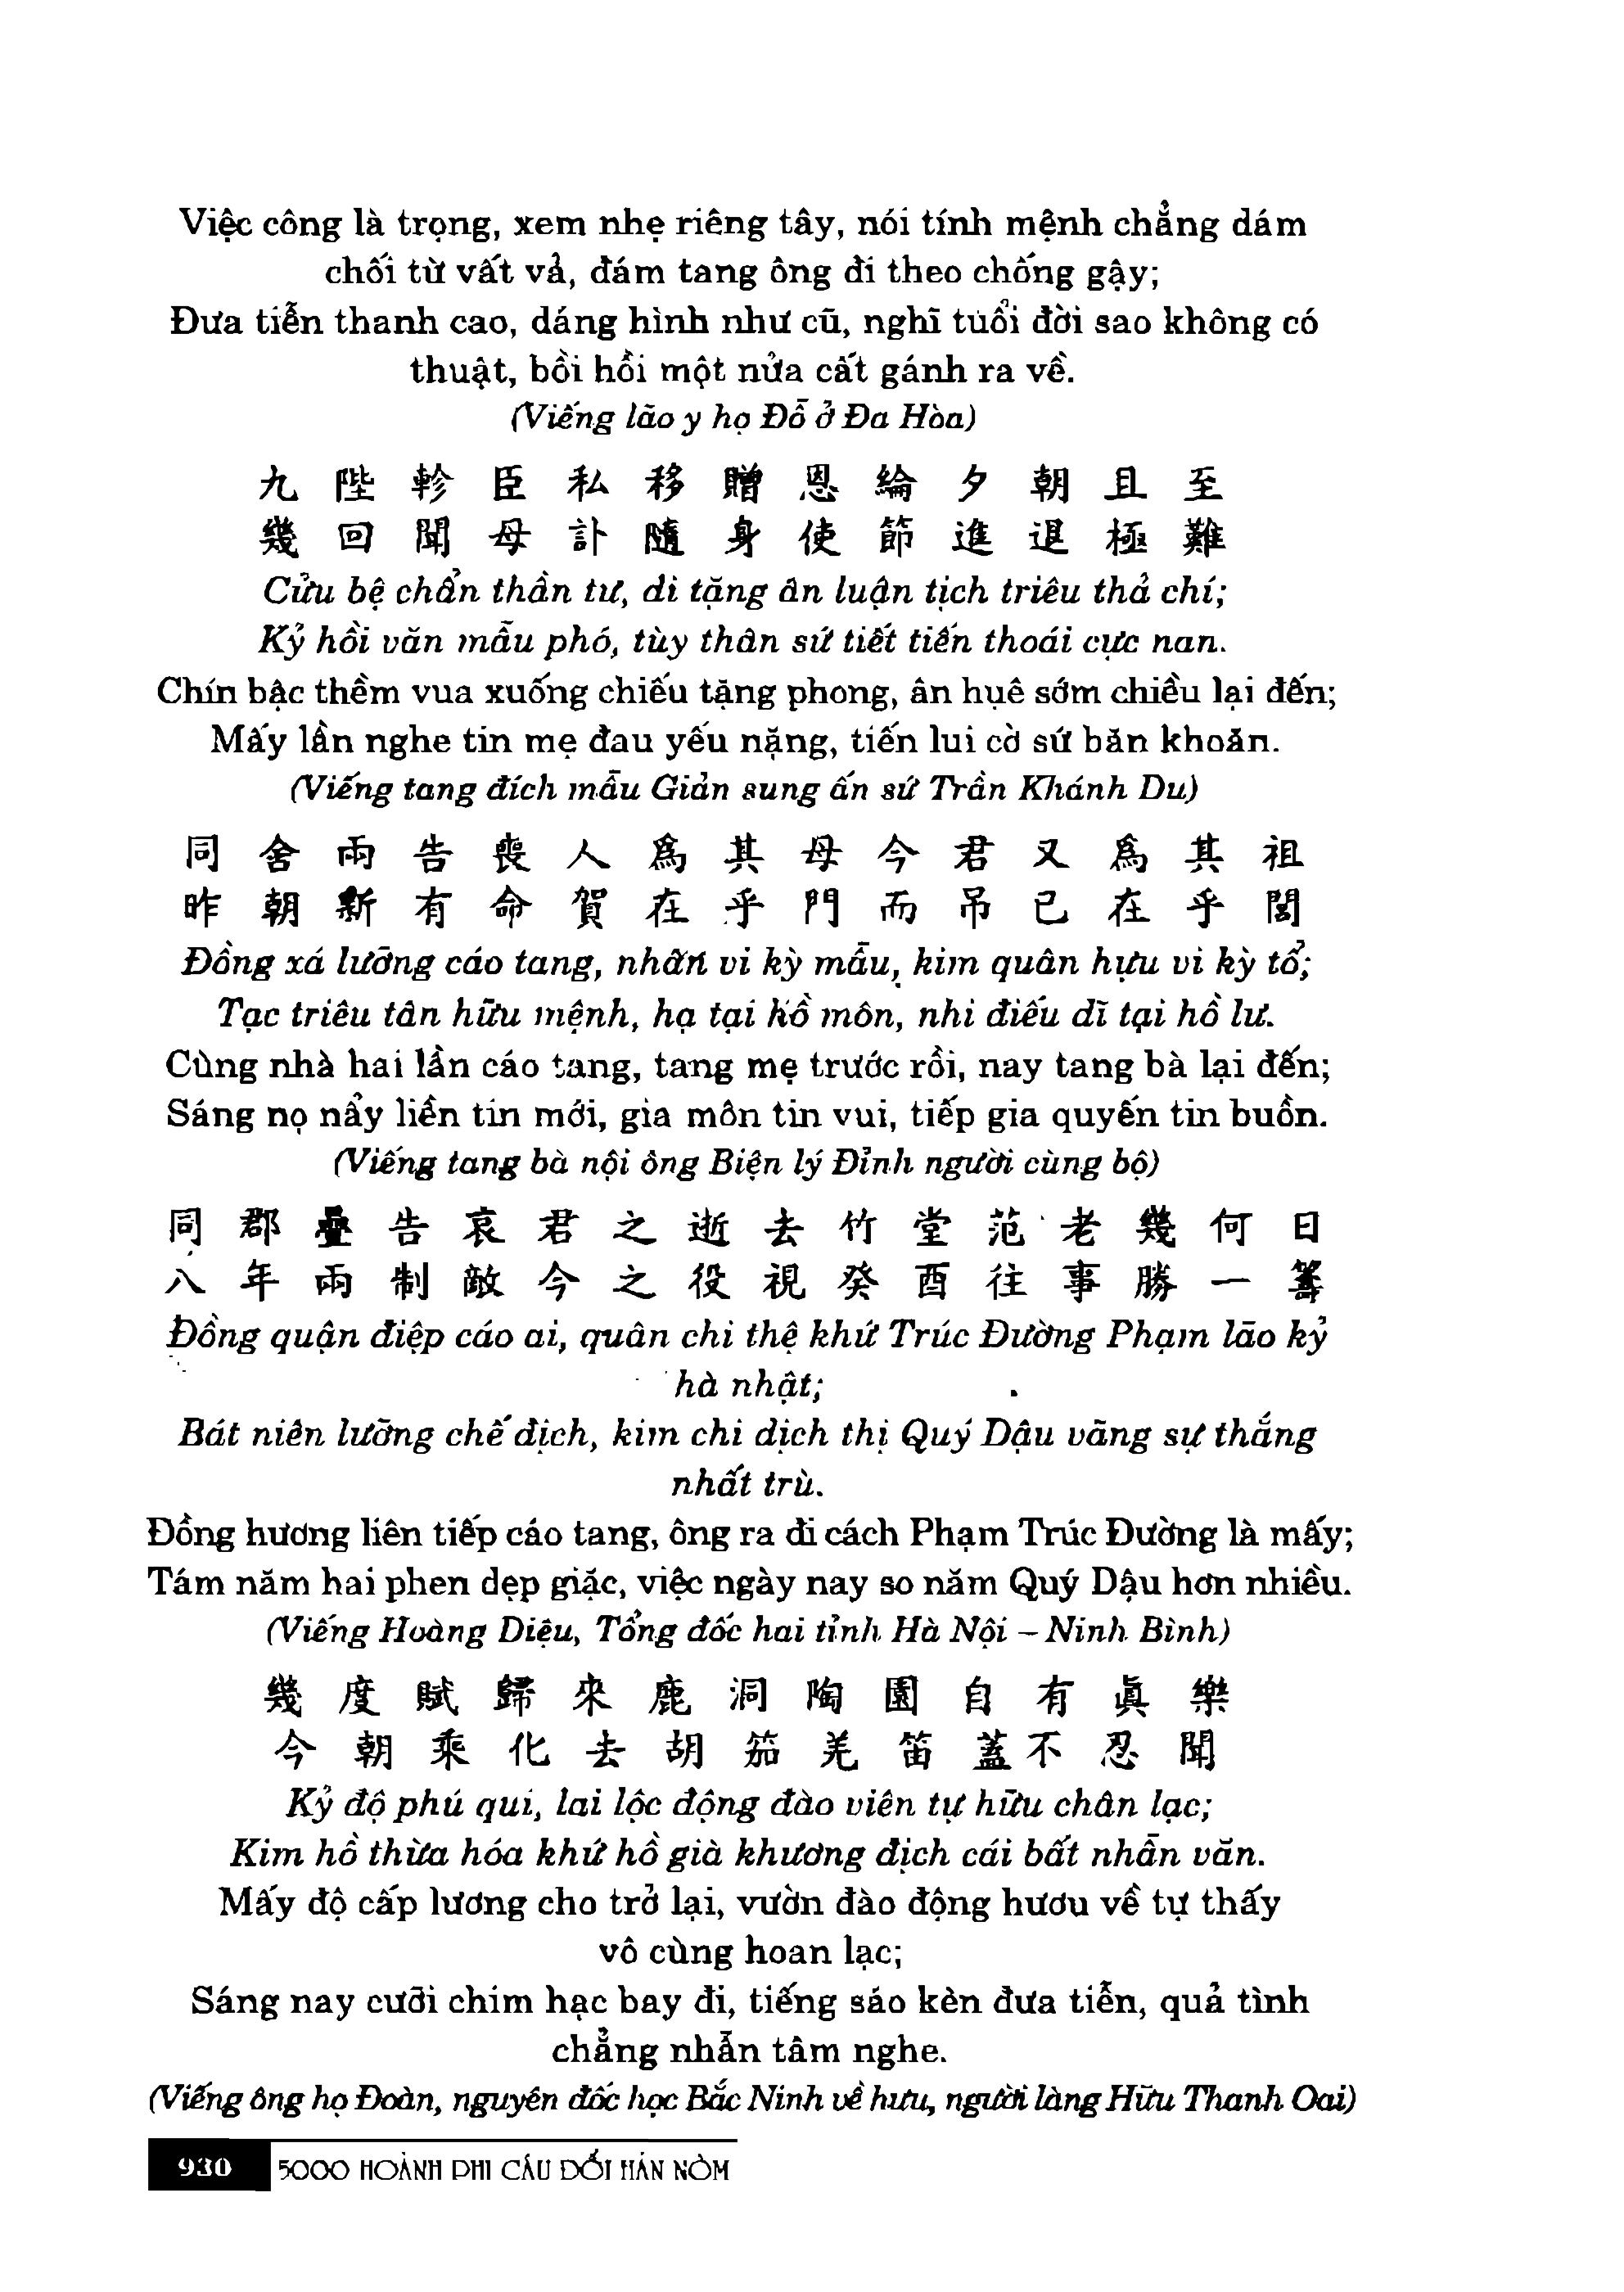 Việc công là trọng, xem nhẹ riêng tây, nói tính mệnh chẳng dám
chối từ vất vả, đám tang ông đi theo chống gậy;
Đưa tiễn thanh cao, dáng hình như cũ, nghĩ tuổi đời sao không có
thuật, bồi hồi một nửa cất gánh ra về.
(Viếng lão y họ Đỗ ở Đa Hòa)
九陛軫臣私移贈恩綸夕朝且至
幾回聞母訃隨身使節進退極難
Cửu bệ chẩn thần tư, di tặng ân luận tịch triêu thả chí;
Kỷ hồi văn mẫu phó, tùy thân sứ tiết tiến thoái cực nan.
Chín bậc thềm vua xuống chiếu tặng phong, ân huệ sớm chiều lại đến;
Mấy lần nghe tin mẹ đau yếu nặng, tiến lui cờ sứ băn khoăn.
(Viếng tang đích mẫu Giản sung ấn sứ Trần Khánh Du)
同舍兩告喪人為其母今君又為其祖
昨朝新有命賀在乎門而吊已在乎閭
Đồng xá lưỡng cáo tang, nhân vi kỳ mẫu, kim quân hựu vi kỳ tổ;
Tạc triêu tân hữu mệnh, hạ tại hồ môn, nhi điếu dĩ tại hồ lư.
Cùng nhà hai lần cáo tang, tang mẹ trước rồi, nay tang bà lại đến;
Sáng nọ nẩy liền tin mới, gia môn tin vui, tiếp gia quyến tin buồn.
(Viếng tang bà nội ông Biện lý Đỉnh người cùng bộ)
同郡疊告哀君之逝去竹堂范老幾何日
八年兩制敵今之役視癸酉往事勝一籌
Đồng quận điệp cáo ai, quân chi thệ khứ Trúc Đường Phạm lão kỷ
hà nhật;
Bát niên lưỡng chế địch, kim chi dịch thị Quý Dậu vãng sự thắng
nhất trù.
Đồng hương liên tiếp cáo tang, ông ra đi cách Phạm Trúc Đường là mấy;
Tám năm hai phen dẹp giặc, việc ngày nay so năm Quý Dậu hơn nhiều.
(Viếng Hoàng Diệu, Tổng đốc hai tỉnh Hà Nội – Ninh Bình)
幾度賦歸來鹿洞陶園自有眞樂
今朝乘化去胡笳羌笛蓋不忍聞
Kỷ độ phú qui, lai lộc động đào viên tự hữu chân lạc;
Kim hồ thừa hóa khứ hồ già khương địch cái bất nhẫn văn.
Mấy độ cấp lương cho trở lại, vườn đào động hươu về tự thấy
vô cùng hoan lạc;
Sáng nay cưỡi chim hạc bay đi, tiếng sáo kèn đưa tiễn, quả tình
chẳng nhẫn tâm nghe.
(Viếng ông họ Đoàn, nguyên đốc học Bắc Ninh về hưu, người làng Hữu Thanh Oai)
930 5000 HOÀNH PHI CÂU ĐỐI HÁN NÔM